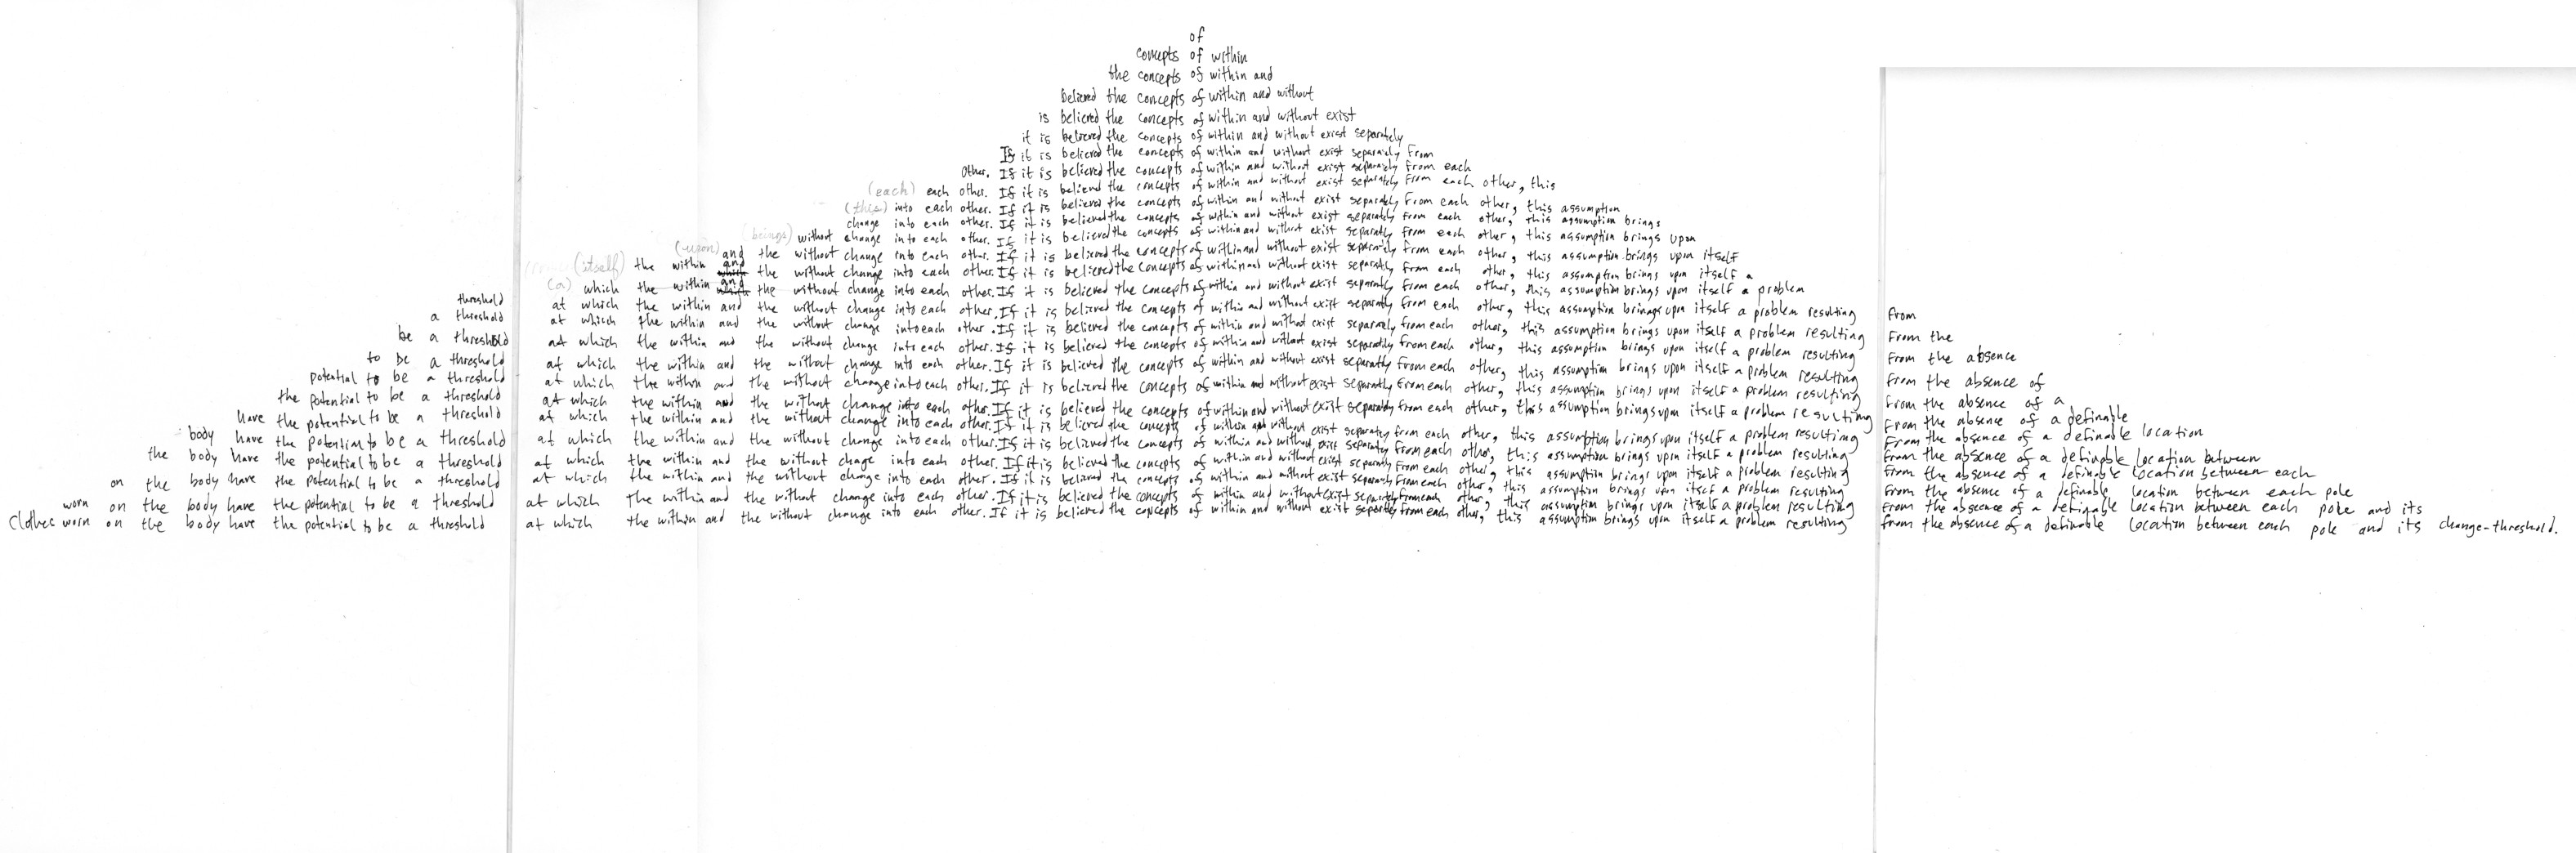 of
concepts of within
the concepts of within and
believed the concepts of within and without
is believed the concepts of within and without exist
it is believed the concepts of within and without exist separately
If it is believed the concepts of within and without exist separately from
other. If it is believed the concepts of within and without exist separately from each
(each) each other. If it is believed the concepts of within and without exist separately from each other, this
(this) into each other. If it is believed the concepts of within and without exist separately from each other, this assumption
change into each other. If it is believed the concepts of within and without exist separately from each other, this assumption brings
(beings) without change into each other. If it is believed the concepts of within and without exist separately from each other, this assumption brings upon
(upon) and the without change into each other. If it is believed the concepts of within and without exist separately from each other, this assumption brings upon itself
(itself) the within and which the without change into each other. If it is believed the concepts of within and without exist separately from each other, this assumption brings upon itself a
(a) which the within and which the without change into each other. If it is believed the concepts of within and without exist separately from each other, this assumption brings upon itself a problem
threshold at which the within and the without change into each other. If it is believed the concepts of within and without exist separately from each other, this assumption brings upon itself a problem resulting from
a threshold at which the within and the without change into each other. If it is believed the concepts of within and without exist separately from each other, this assumption brings upon itself a problem resulting from the
be a threshold at which the within and the without change into each other. If it is believed the concepts of within and without exist separately from each other, this assumption brings upon itself a problem resulting from the absence
to be a threshold at which the within and the without change into each other. If it is believed the concepts of within and without exist separately from each other, this assumption brings upon itself a problem resulting from the absence of
potential to be a threshold at which the within and the without change into each other. If it is believed the concepts of within and without exist separately from each other, this assumption brings upon itself a problem resulting from the absence of a
the potential to be a threshold at which the within and the without change into each other. If it is believed the concepts of within and without exist separately from each other, this assumption brings upon itself a problem resulting from the absence of a definable
have the potential to be a threshold at which the within and the without change into each other. If it is believed the concepts of within and without exist separately from each other, this assumption brings upon itself a problem resulting from the absence of a definable location
body have the potential to be a threshold at which the within and the without change into each other. If it is believed the concepts of within and without exist separately from each other, this assumption brings upon itself a problem resulting from the absence of a definable location between
the body have the potential to be a threshold at which the within and the without change into each other. If it is believed the concepts of within and without exist separately from each other, this assumption brings upon itself a problem resulting from the absence of a definable location between each
on the body have the potential to be a threshold at which the within and the without change into each other. If it is believed the concepts of within and without exist separately from each other, this assumption brings upon itself a problem resulting from the absence of a definable location between each pole
worn on the body have the potential to be a threshold at which the within and the without change into each other. If it is believed the concepts of within and without exist separately from each other, this assumption brings upon itself a problem resulting from the absence of a definable location between each pole and its
Clothes worn on the body have the potential to be a threshold at which the within and the without change into each other. If it is believed the concepts of within and without exist separately from each other, this assumption brings upon itself a problem resulting from the absence of a definable location between each pole and its change-threshold.